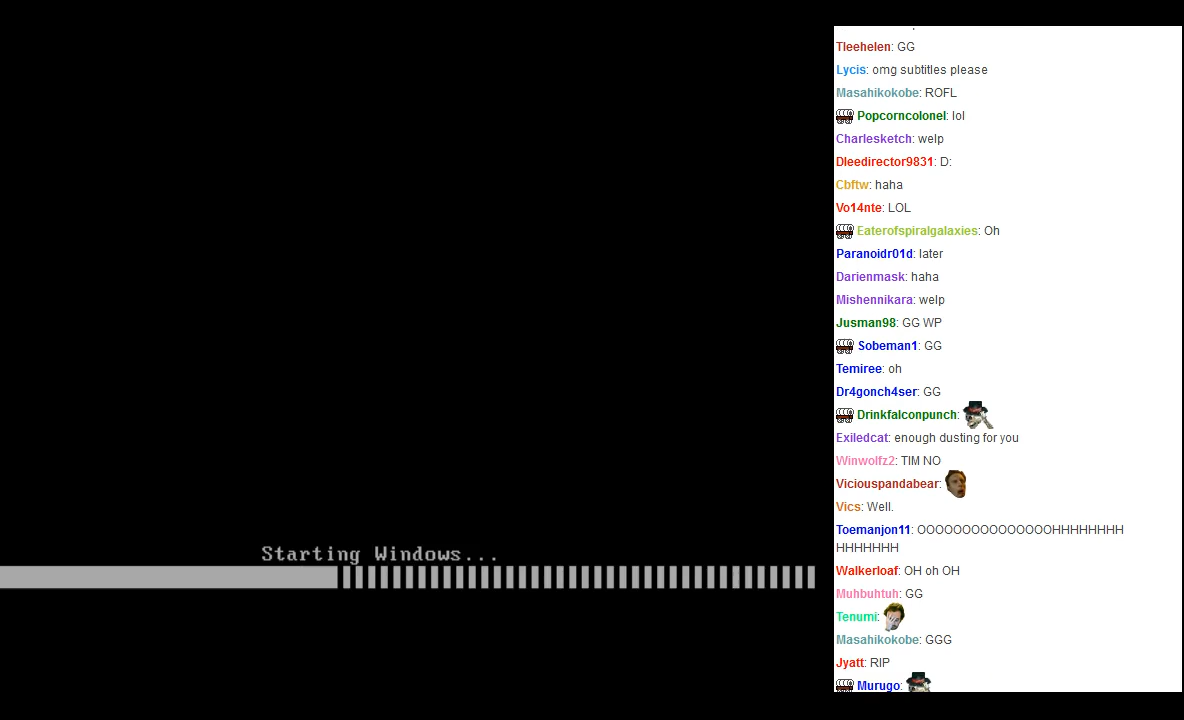 Starting Windows...
Tleehelen: GG
Lycis: omg subtitles please
Masahikokobe: ROFL
Popcorncolonel: lol
Charlesketch: welp
Dleedirector9831: D:
Cbftw: haha
Vo14nte: LOL
Eaterofspiralgalaxies: Oh
Paranoidr01d: later
Darienmask: haha
Mishennikara: welp
Jusman98: GG WP
Sobeman1: GG
Temiree: oh
Dr4gonch4ser: GG
Drinkfalconpunch:
Exiledcat: enough dusting for you
Winwolfz2: TIM NO
Viciouspandabear:
Vics: Well.
Toemanjon11: OOOOOOOOOOOOOOOHHHHHHHH
HHHHHHH
Walkerloaf: OH oh OH
Muhbuhtuh: GG
Tenumi:
Masahikokobe: GGG
Jyatt: RIP
Murugo: